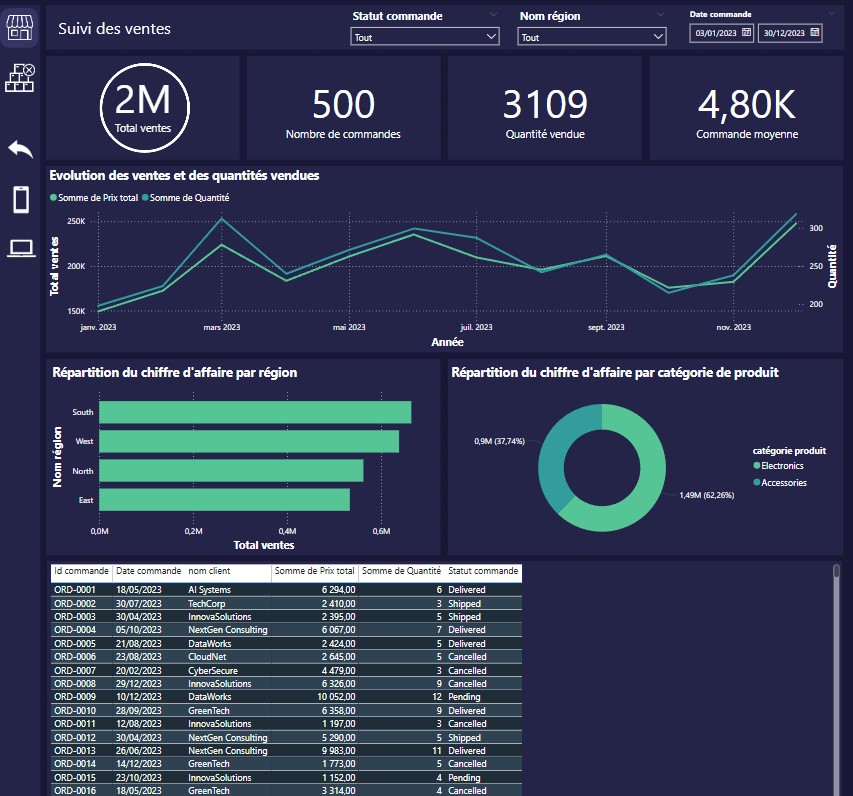 Suivi des ventes
Statut commande
Tout
Nom région
Tout
Date commande
03/01/2023
30/12/2023
2M
Total ventes
500
Nombre de commandes
3109
Quantité vendue
4,80K
Commande moyenne
Evolution des ventes et des quantités vendues
Somme de Prix total Somme de Quantité
Total ventes
250K
200K
150K
300
250
200
Quantité
janv. 2023 mars 2023 mai 2023 juil. 2023 sept. 2023 nov. 2023
Année
Répartition du chiffre d'affaire par région
Nom région
South
West
North
East
0,0M 0,2M 0,4M 0,6M
Total ventes
Répartition du chiffre d'affaire par catégorie de produit
0,9M (37,74%)
1,49M (62,26%)
catégorie produit
Electronics
Accessories
Id commande Date commande nom client Somme de Prix total Somme de Quantité Statut commande
ORD-0001 18/05/2023 AI Systems 6 294,00 6 Delivered
ORD-0002 30/07/2023 TechCorp 2 410,00 3 Shipped
ORD-0003 30/04/2023 InnovaSolutions 2 395,00 5 Shipped
ORD-0004 05/10/2023 NextGen Consulting 6 067,00 7 Delivered
ORD-0005 21/08/2023 DataWorks 2 424,00 5 Delivered
ORD-0006 23/08/2023 CloudNet 2 645,00 5 Cancelled
ORD-0007 20/02/2023 CyberSecure 4 479,00 3 Cancelled
ORD-0008 29/12/2023 InnovaSolutions 6 326,00 9 Cancelled
ORD-0009 10/12/2023 DataWorks 10 052,00 12 Pending
ORD-0010 28/09/2023 GreenTech 6 358,00 9 Delivered
ORD-0011 12/08/2023 InnovaSolutions 1 197,00 3 Cancelled
ORD-0012 27/11/2023 NextGen Consulting 5 290,00 5 Shipped
ORD-0013 26/06/2023 NextGen Consulting 9 983,00 11 Delivered
ORD-0014 14/12/2023 GreenTech 1 773,00 5 Cancelled
ORD-0015 23/10/2023 InnovaSolutions 1 152,00 4 Pending
ORD-0016 18/05/2023 GreenTech 3 314,00 4 Cancelled